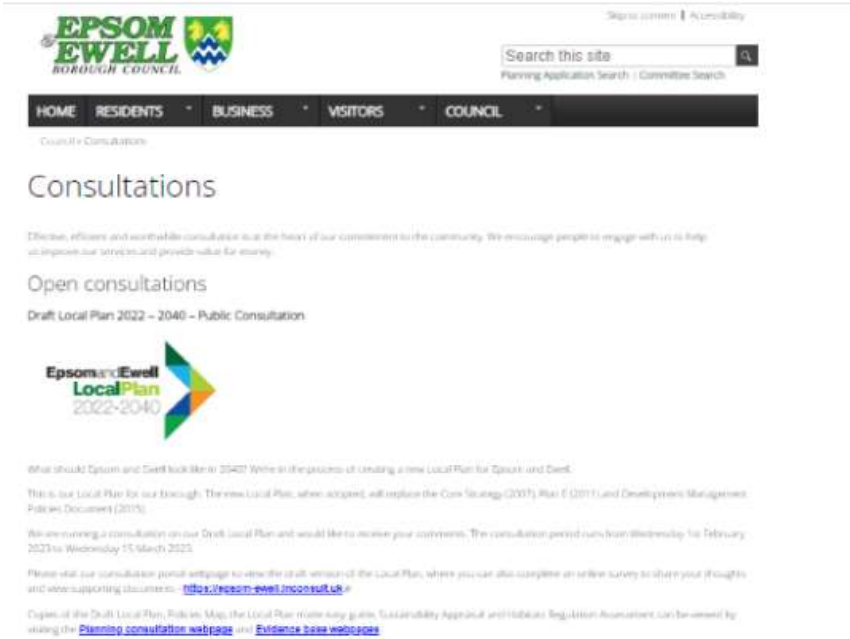 Skip to content | Accessibility
EPSOM
& EWELL
BOROUGH COUNCIL
Search this site
Planning Application Search | Committee Search
HOME RESIDENTS BUSINESS VISITORS COUNCIL
Council > Consultations
Consultations
Effective, efficient and worthwhile consultation is at the heart of our commitment to the community. We encourage people to engage with us to help
us improve our services and provide value for money.
Open consultations
Draft Local Plan 2022 – 2040 – Public Consultation
EpsomandEwell
LocalPlan
2022-2040
What should Epsom and Ewell look like in 2040? We're in the process of creating a new Local Plan for Epsom and Ewell.
This is our Local Plan for our borough. The new Local Plan, when adopted, will replace the Core Strategy (2007), Plan E (2011) and Development Management
Policies Document (2015).
We are running a consultation on our Draft Local Plan and would like to receive your comments. The consultation period runs from Wednesday 1st February
2023 to Wednesday 15 March 2023.
Please visit our consultation portal webpage to view the draft version of the Local Plan, where you can also complete an online survey to share your thoughts
and view supporting documents - https://epsom-ewell.inconsult.uk
Copies of the Draft Local Plan, Policies Map, the Local Plan made easy guide, Sustainability Appraisal and Habitats Regulation Assessment can be viewed by
visiting the Planning consultation webpage and Evidence base webpages